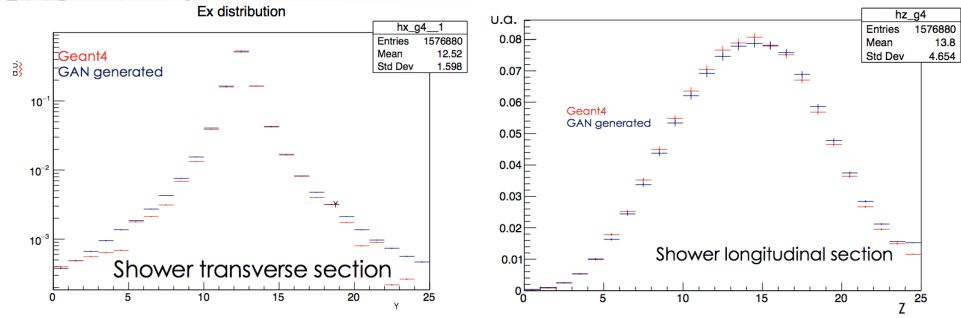 Ex distribution
hx_g4__1
Entries 1576880
Mean 12.52
Std Dev 1.598
Geant4
GAN generated
a.u.
10⁻¹
10⁻²
10⁻³
Shower transverse section
0 5 10 15 20 25
Y
u.a.
hz_g4
Entries 1576880
Mean 13.8
Std Dev 4.654
0.08
0.07
0.06
0.05
0.04
0.03
0.02
0.01
0
Geant4
GAN generated
Shower longitudinal section
0 5 10 15 20 25
Z